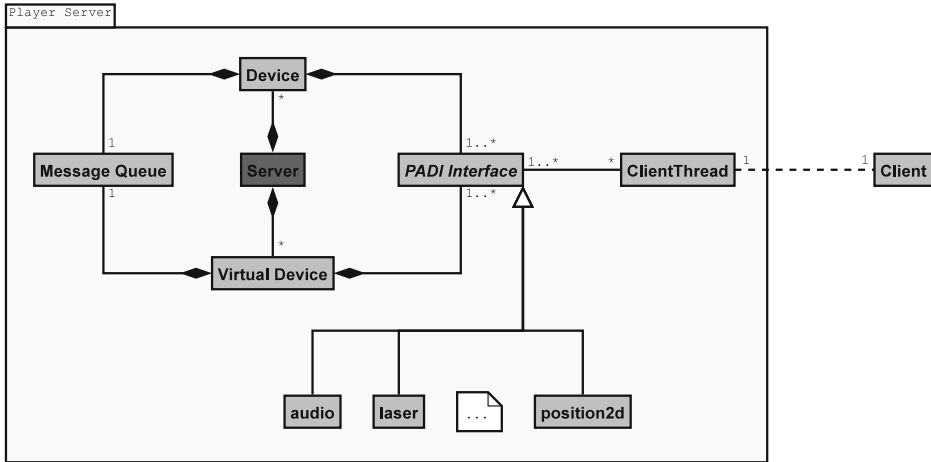 Player Server
Device
*
1
1..*
Message Queue
Server
PADI Interface
1..*
*
ClientThread
1
1
Client
1
1..*
*
Virtual Device
audio
laser
...
position2d